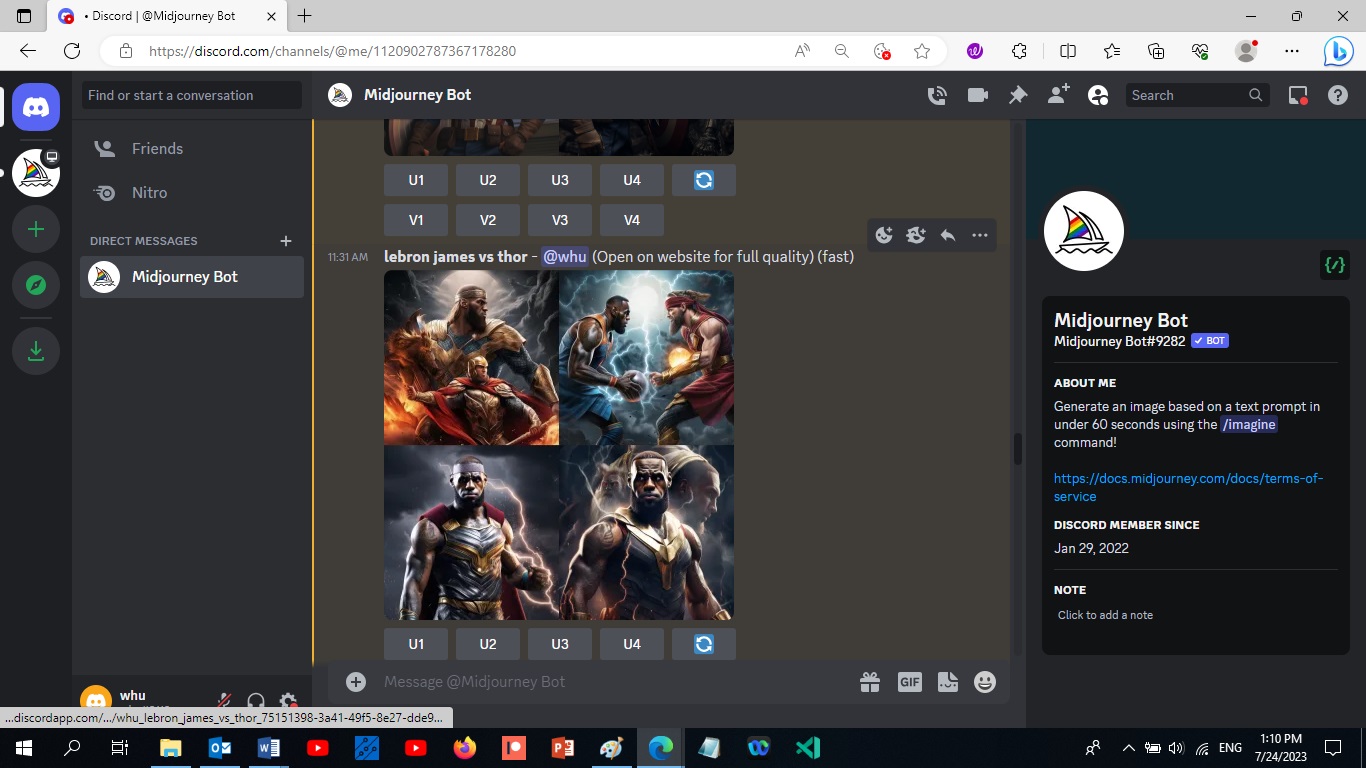 • Discord | @Midjourney Bot
https://discord.com/channels/@me/1120902787367178280
Find or start a conversation
Midjourney Bot
Search
Friends
Nitro
DIRECT MESSAGES
Midjourney Bot
U1 U2 U3 U4
V1 V2 V3 V4
11:31 AM lebron james vs thor - @whu (Open on website for full quality) (fast)
U1 U2 U3 U4
Message @Midjourney Bot
GIF
Midjourney Bot
Midjourney Bot#9282 BOT
ABOUT ME
Generate an image based on a text prompt in
under 60 seconds using the /imagine
command!
https://docs.midjourney.com/docs/terms-of-
service
DISCORD MEMBER SINCE
Jan 29, 2022
NOTE
Click to add a note
whu
...discordapp.com/.../whu_lebron_james_vs_thor_75151398-3a41-49f5-8e27-dde9...
ENG
1:10 PM
7/24/2023